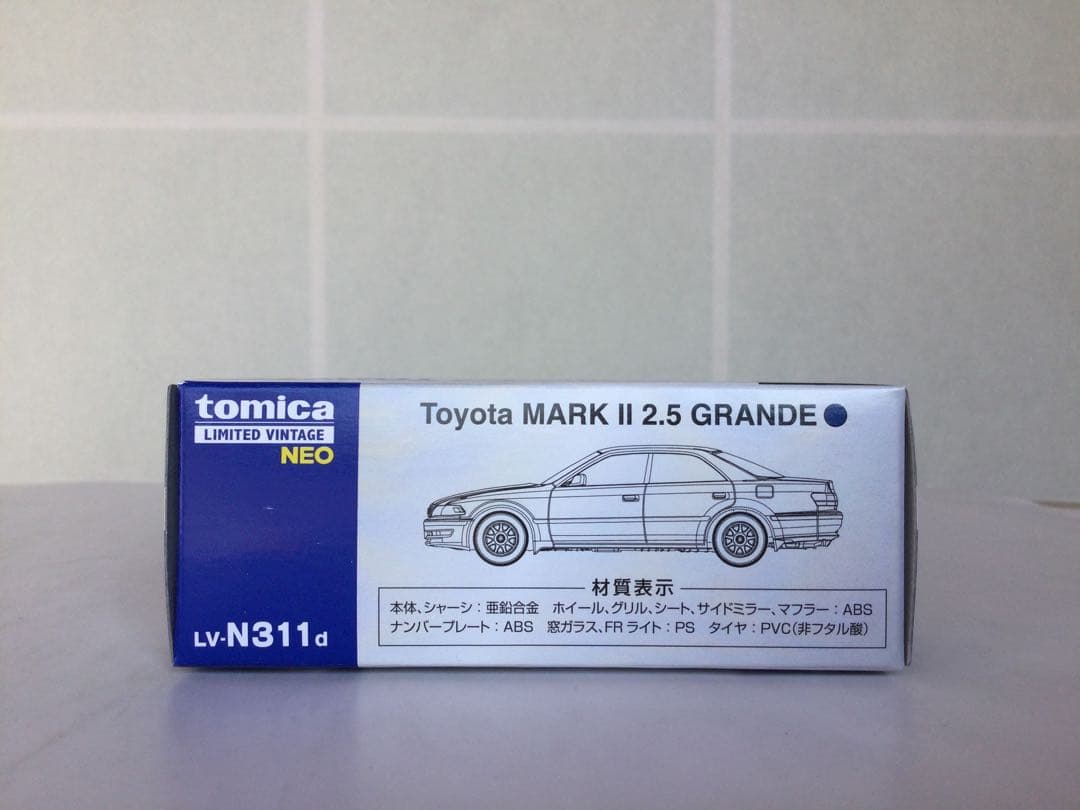 tomica
LIMITED VINTAGE
NEO
Toyota MARK II 2.5 GRANDE
材質表示
本体、シャーシ：亜鉛合金 ホイール、グリル、シート、サイドミラー、マフラー：ABS
ナンバープレート：ABS 窓ガラス、FRライト：PS タイヤ：PVC（非フタル酸）
LV-N311d